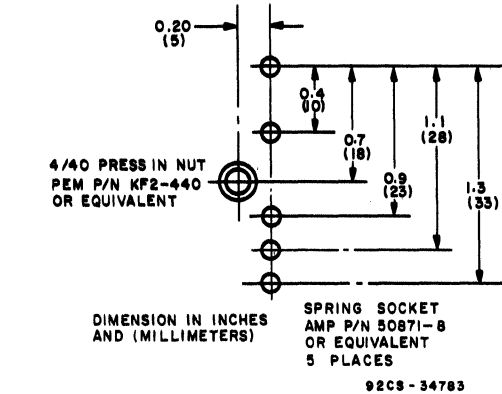 0.20
(5)
0.4
(10)
0.7
(18)
0.9
(23)
1.1
(28)
1.3
(33)
4/40 PRESS IN NUT
PEM P/N KF2-440
OR EQUIVALENT
DIMENSION IN INCHES
AND (MILLIMETERS)
SPRING SOCKET
AMP P/N 50871-8
OR EQUIVALENT
5 PLACES
92CS-34783